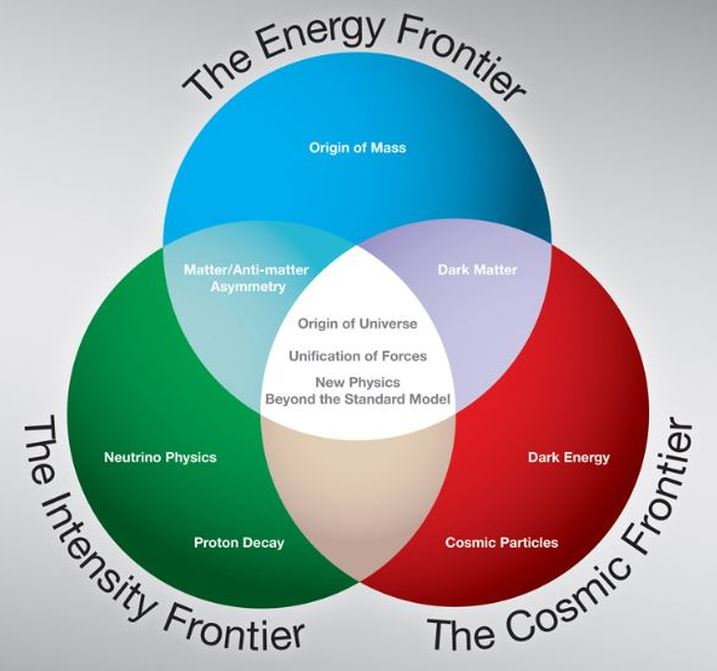 The Energy Frontier
Origin of Mass
Matter/Anti-matter
Asymmetry
Dark Matter
Origin of Universe
Unification of Forces
New Physics
Beyond the Standard Model
Neutrino Physics
Dark Energy
Proton Decay
Cosmic Particles
The Intensity Frontier
The Cosmic Frontier